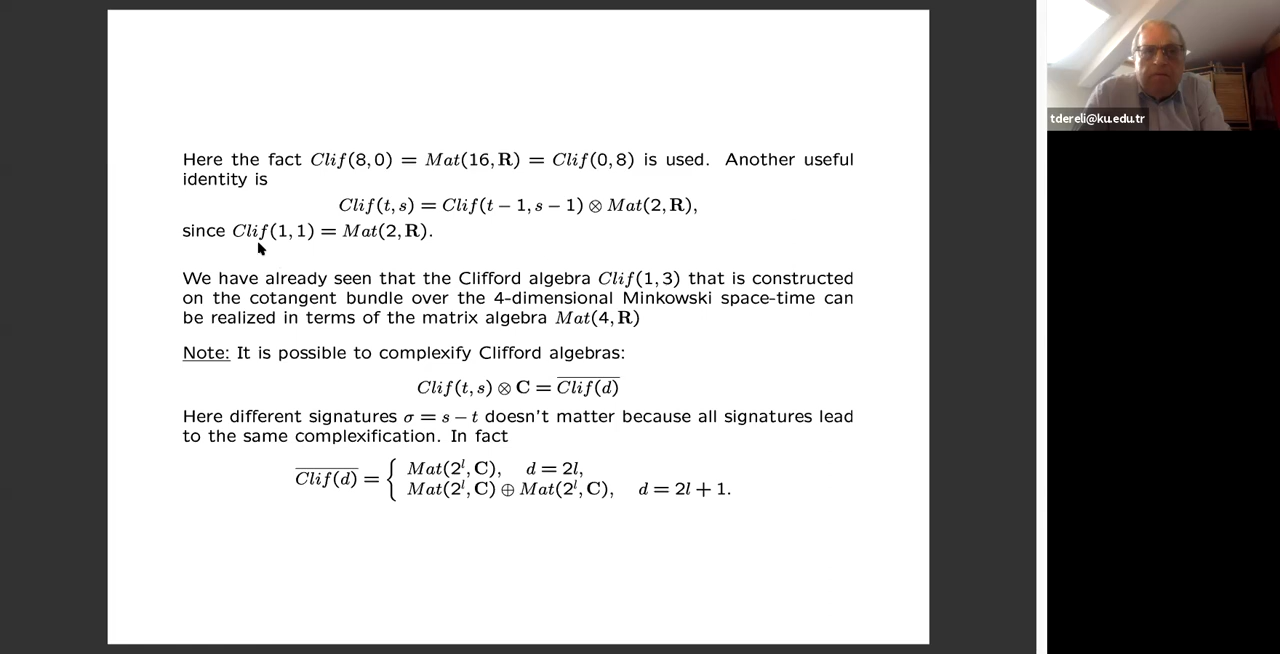 Here the fact Clif(8, 0) = Mat(16, R) = Clif(0, 8) is used. Another useful
identity is
Clif(t, s) = Clif(t − 1, s − 1) ⊗ Mat(2, R),
since Clif(1, 1) = Mat(2, R).
We have already seen that the Clifford algebra Clif(1, 3) that is constructed
on the cotangent bundle over the 4-dimensional Minkowski space-time can
be realized in terms of the matrix algebra Mat(4, R)
Note: It is possible to complexify Clifford algebras:
Clif(t, s) ⊗ C = \overline{Clif(d)}
Here different signatures σ = s − t doesn't matter because all signatures lead
to the same complexification. In fact
\overline{Clif(d)} = { Mat(2^l, C), d = 2l,
Mat(2^l, C) ⊕ Mat(2^l, C), d = 2l + 1.
tdereli@ku.edu.tr